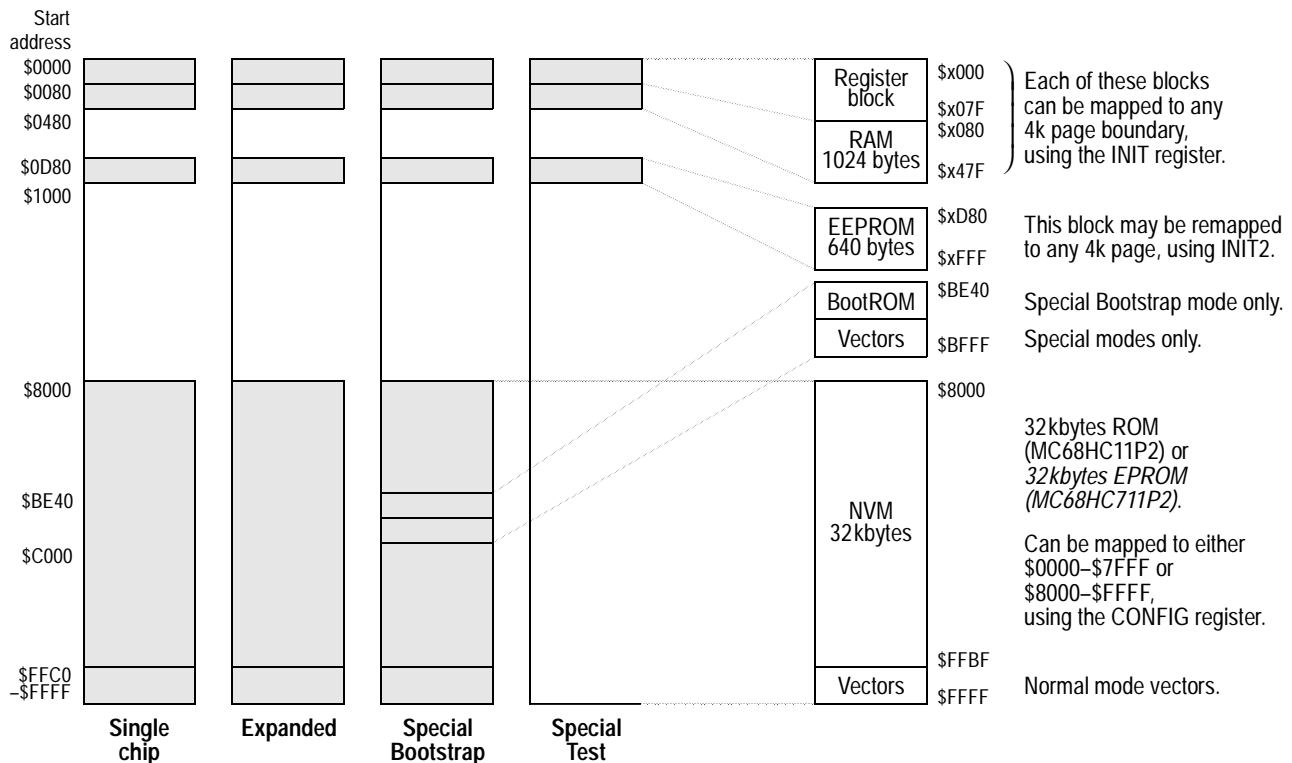 Start
address
$0000
$0080
$0480
$0D80
$1000
$8000
$BE40
$C000
$FFC0
–$FFFF
Single
chip
Expanded
Special
Bootstrap
Special
Test
Register
block
$x000
$x07F
RAM
1024 bytes
$x080
$x47F
Each of these blocks
can be mapped to any
4k page boundary,
using the INIT register.
EEPROM
640 bytes
$xD80
$xFFF
This block may be remapped
to any 4k page, using INIT2.
BootROM
$BE40
Special Bootstrap mode only.
Vectors
$BFFF
Special modes only.
$8000
NVM
32kbytes
32kbytes ROM
(MC68HC11P2) or
32kbytes EPROM
(MC68HC711P2).
Can be mapped to either
$0000–$7FFF or
$8000–$FFFF,
using the CONFIG register.
$FFBF
Vectors
$FFFF
Normal mode vectors.